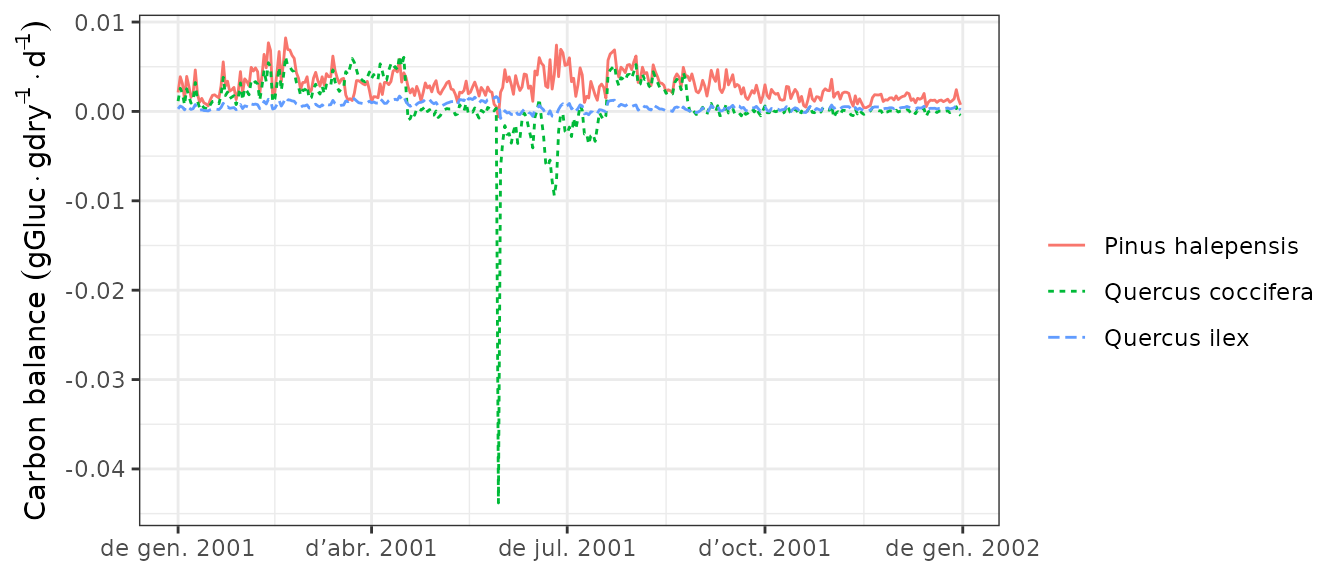 Carbon balance (gGluc · gdry⁻¹ · d⁻¹)
0.01
0.00
-0.01
-0.02
-0.03
-0.04
de gen. 2001
d’abr. 2001
de jul. 2001
d’oct. 2001
de gen. 2002
Pinus halepensis
Quercus coccifera
Quercus ilex